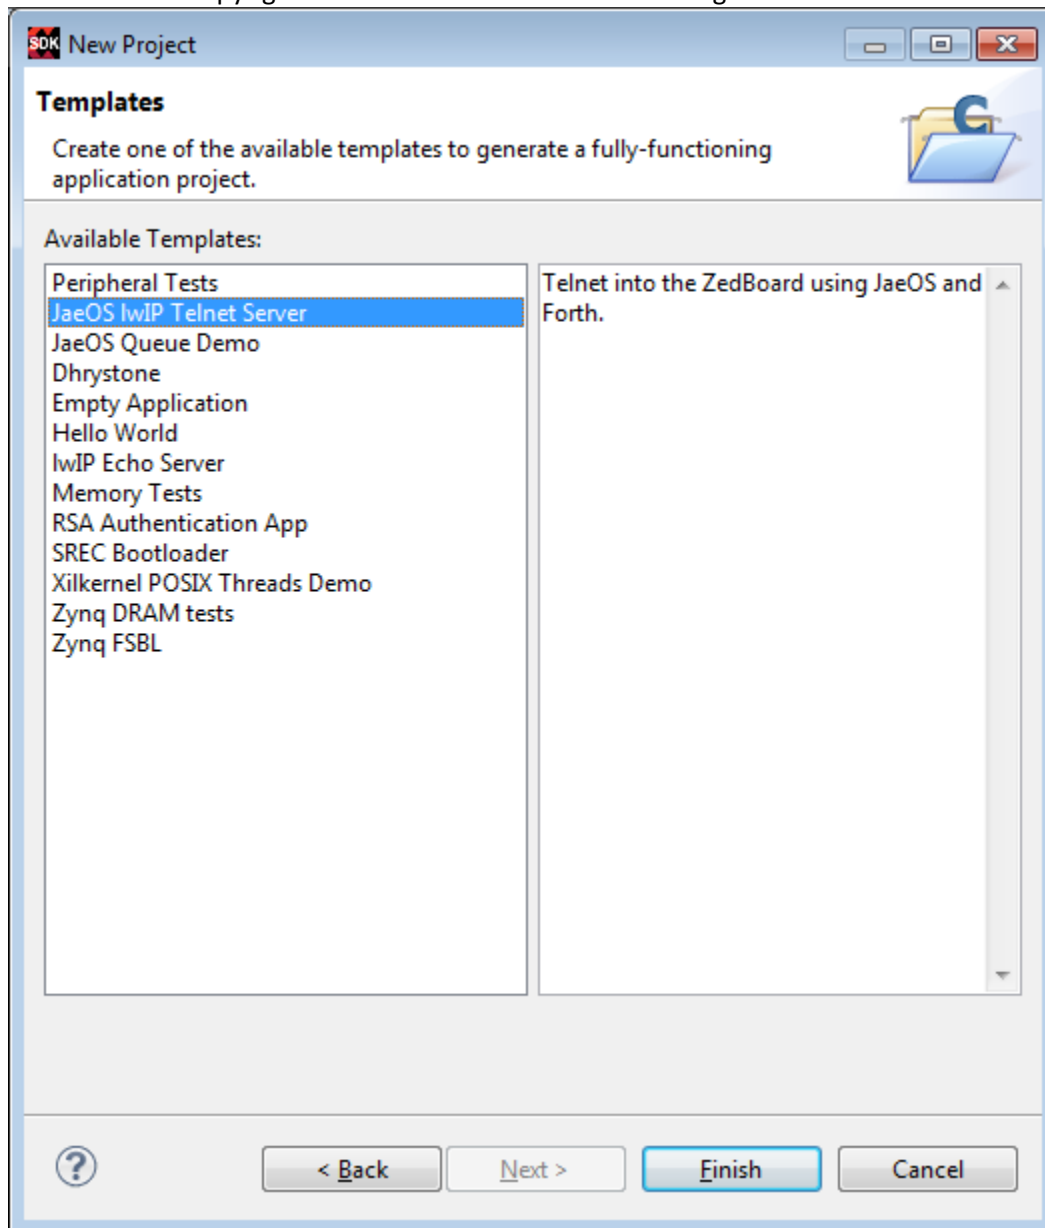 SDK New Project
Templates
Create one of the available templates to generate a fully-functioning
application project.
C
Available Templates:
Peripheral Tests
JaeOS lwIP Telnet Server
JaeOS Queue Demo
Dhrystone
Empty Application
Hello World
lwIP Echo Server
Memory Tests
RSA Authentication App
SREC Bootloader
Xilkernel POSIX Threads Demo
Zynq DRAM tests
Zynq FSBL
Telnet into the ZedBoard using JaeOS and
Forth.
?
< Back
Next >
Finish
Cancel